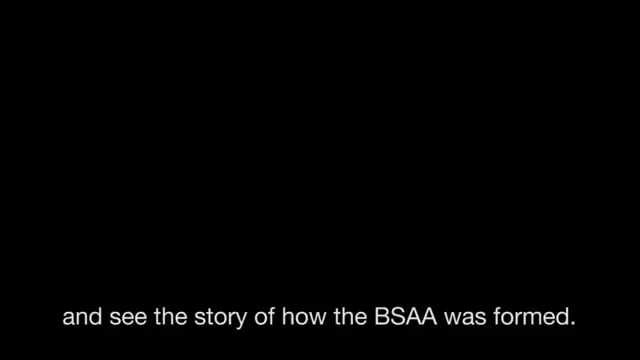 and see the story of how the BSAA was formed.